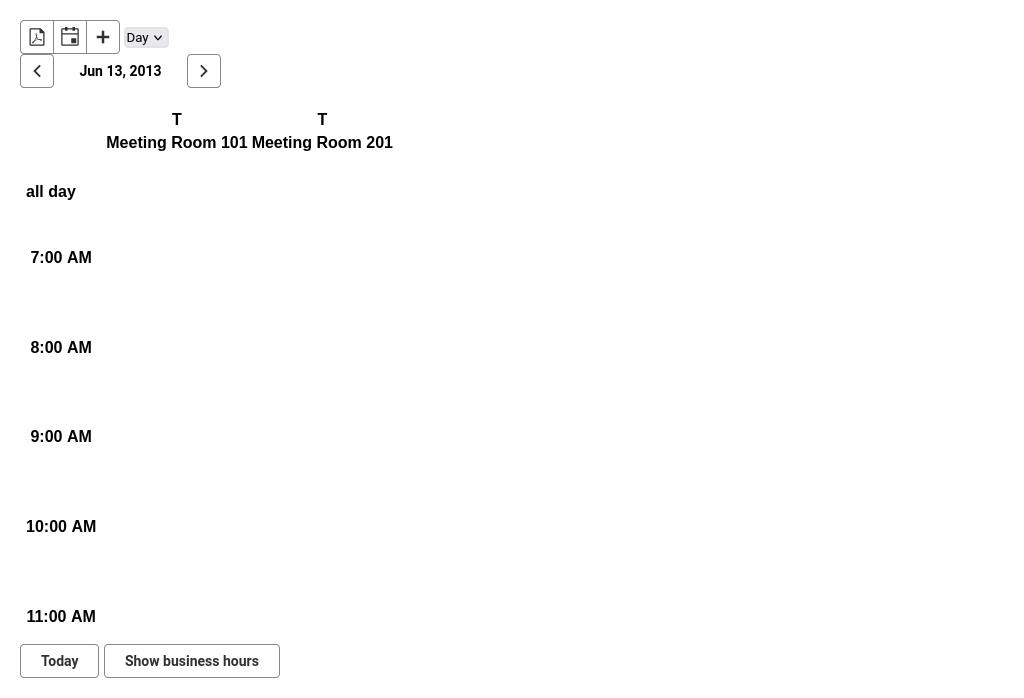 Day
Jun 13, 2013
T T
Meeting Room 101 Meeting Room 201
all day
7:00 AM
8:00 AM
9:00 AM
10:00 AM
11:00 AM
Today Show business hours